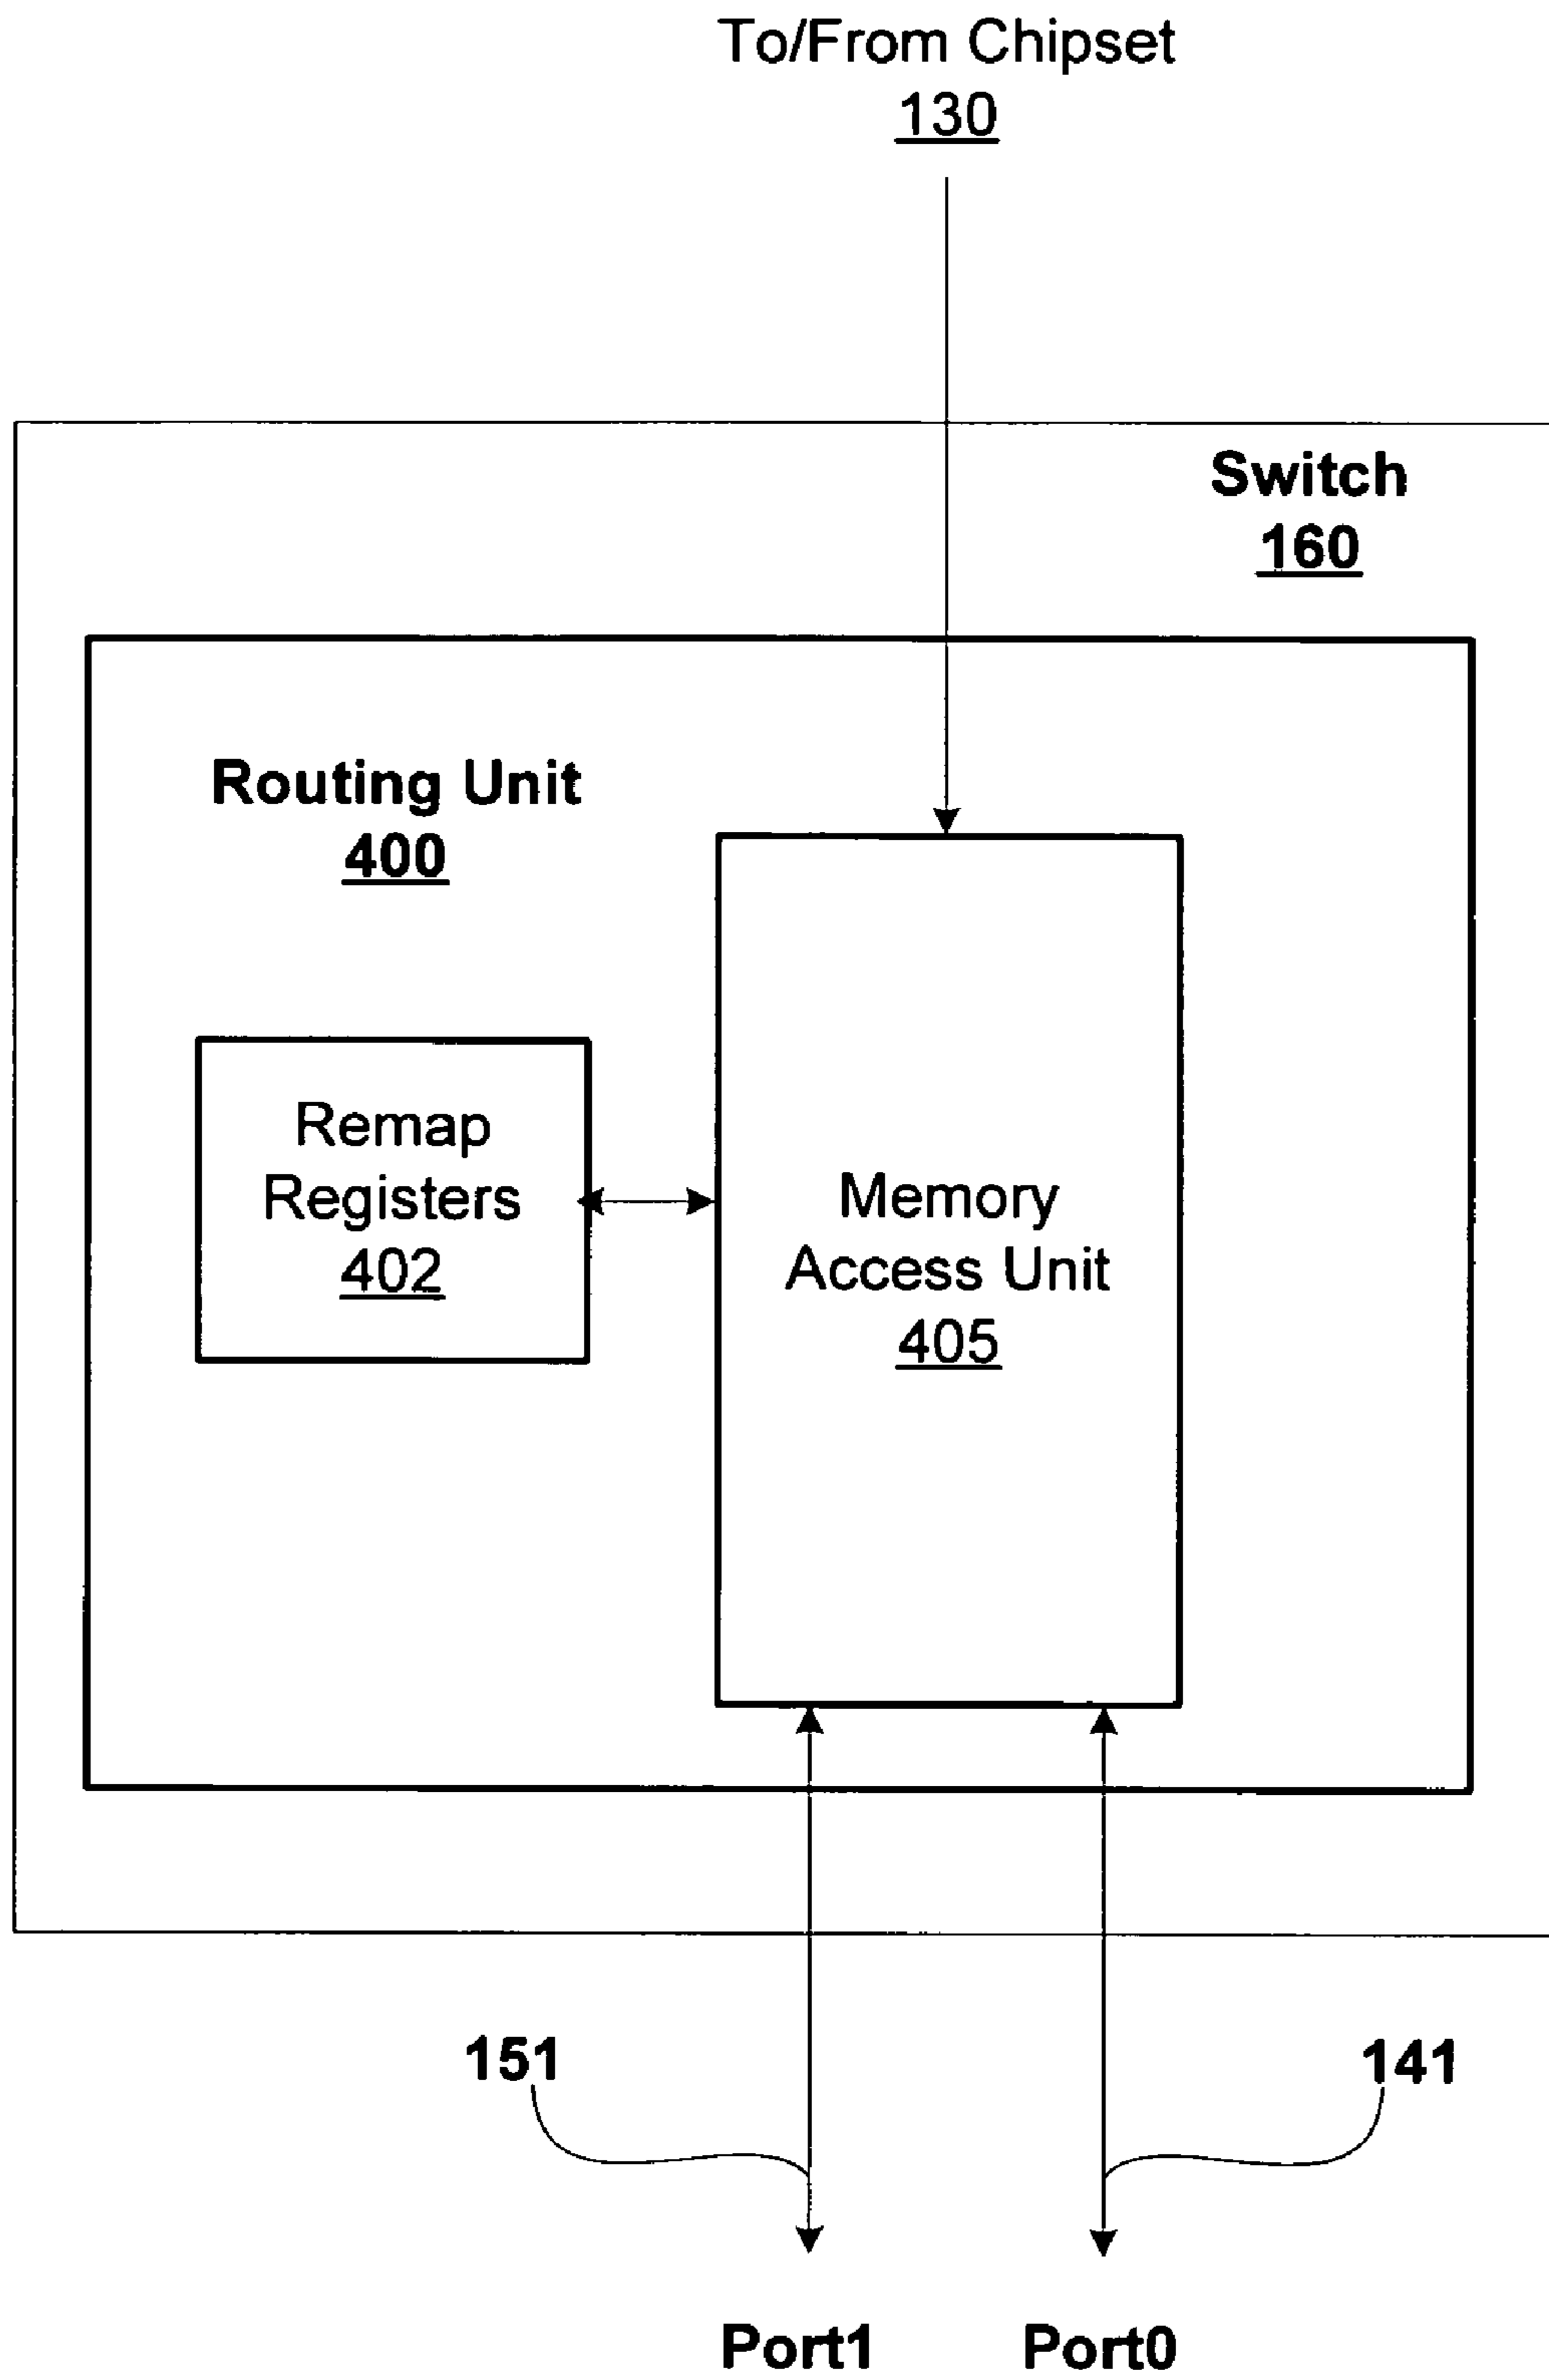 To/From Chipset
130
Switch
160
Routing Unit
400
Remap
Registers
402
Memory
Access Unit
405
151
141
Port1
Port0